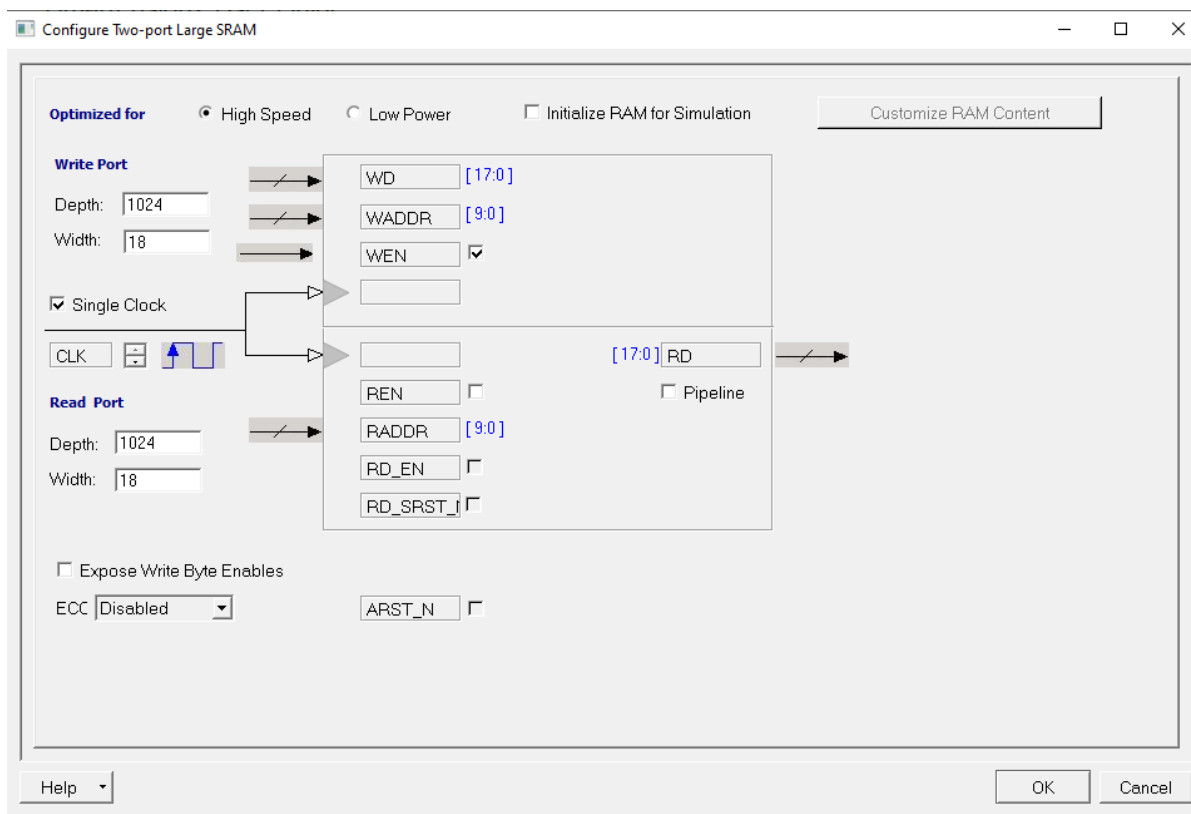 Configure Two-port Large SRAM
Optimized for High Speed Low Power Initialize RAM for Simulation Customize RAM Content
Write Port
WD [17:0]
Depth: 1024
WADDR [9:0]
Width: 18
WEN
Single Clock
CLK
[17:0] RD
REN Pipeline
Read Port
RADDR [9:0]
Depth: 1024
RD_EN
Width: 18
RD_SRST_
Expose Write Byte Enables
ECC Disabled ARST_N
Help OK Cancel